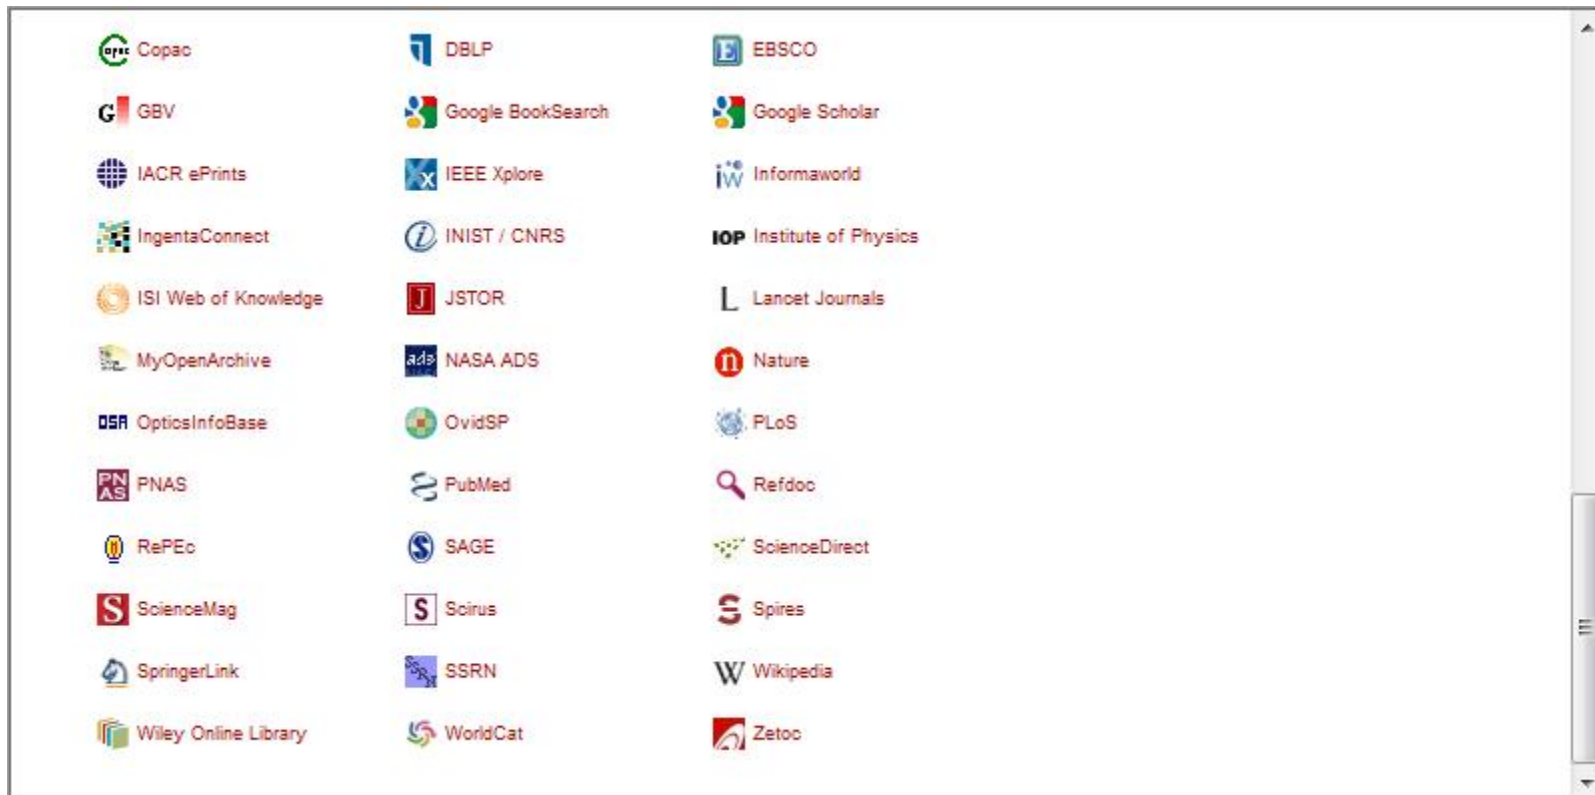 Copac DBLP EBSCO
GBV Google BookSearch Google Scholar
IACR ePrints IEEE Xplore Informaworld
IngentaConnect INIST / CNRS IOP Institute of Physics
ISI Web of Knowledge JSTOR L Lancet Journals
MyOpenArchive ads NASA ADS n Nature
OSA OpticsInfoBase OvidSP PLoS
PNAS PNAS PubMed Refdoc
RePEc SAGE ScienceDirect
S ScienceMag S Scirus S Spires
SpringerLink SSRN SSRN W Wikipedia
Wiley Online Library WorldCat Zetoc